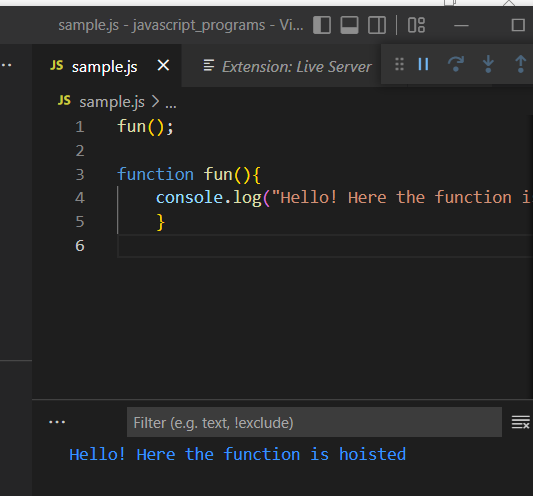 sample.js - javascript_programs - Vi...
JS sample.js
Extension: Live Server
JS sample.js > ...
1 fun();
2
3 function fun(){
4 console.log("Hello! Here the function i
5 }
6
Filter (e.g. text, !exclude)
Hello! Here the function is hoisted